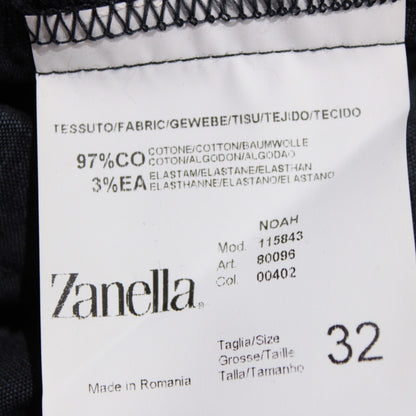 TESSUTO/FABRIC/GEWEBE/TISU/TEJIDO/TECIDO
97%CO COTONE/COTTON/BAUMWOLLE
COTON/ALGODON/ALGODAO
3%EA ELASTAM/ELASTANE/ELASTHAN
ELASTHANNE/ELASTANO/ELASTANO
NOAH
Mod. 115843
Art. 80096
Col. 00402
Zanella®
Taglia/Size
Grosse/Taille
Talla/Tamanho
32
Made in Romania